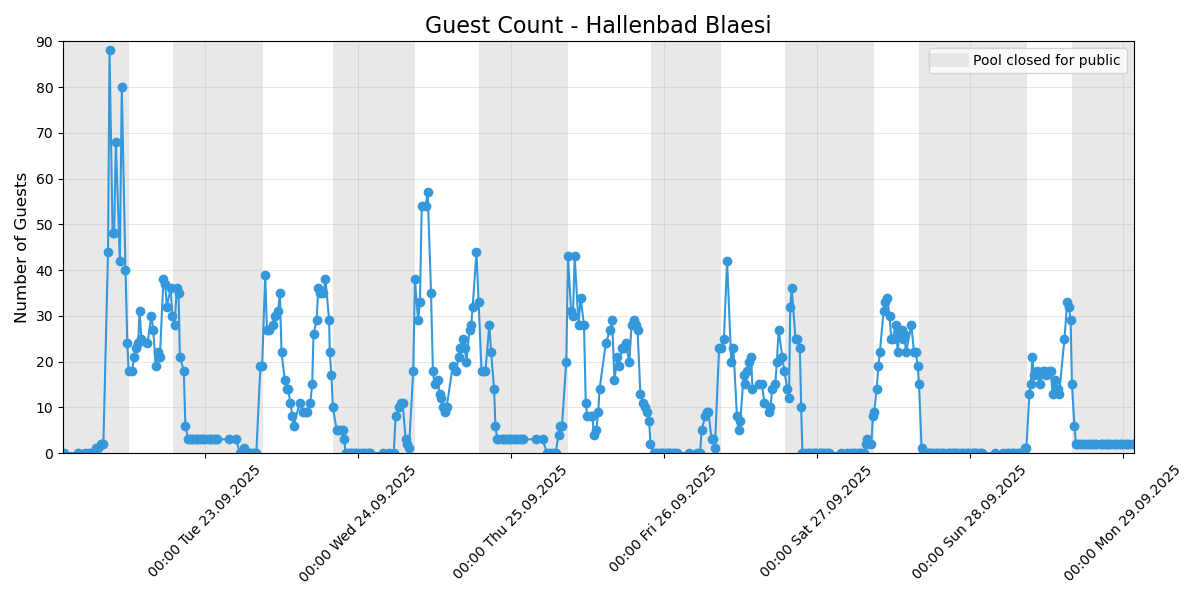 Guest Count - Hallenbad Blaesi
Pool closed for public
Number of Guests
90
80
70
60
50
40
30
20
10
0
00:00 Tue 23.09.2025
00:00 Wed 24.09.2025
00:00 Thu 25.09.2025
00:00 Fri 26.09.2025
00:00 Sat 27.09.2025
00:00 Sun 28.09.2025
00:00 Mon 29.09.2025